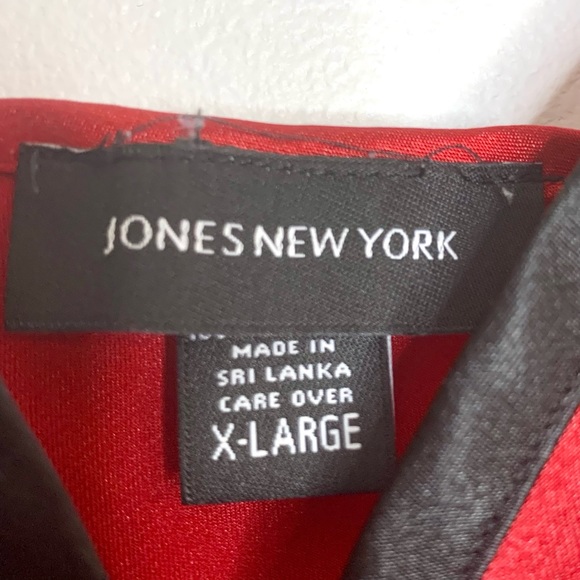 JONES NEW YORK
MADE IN
SRI LANKA
CARE OVER
X-LARGE